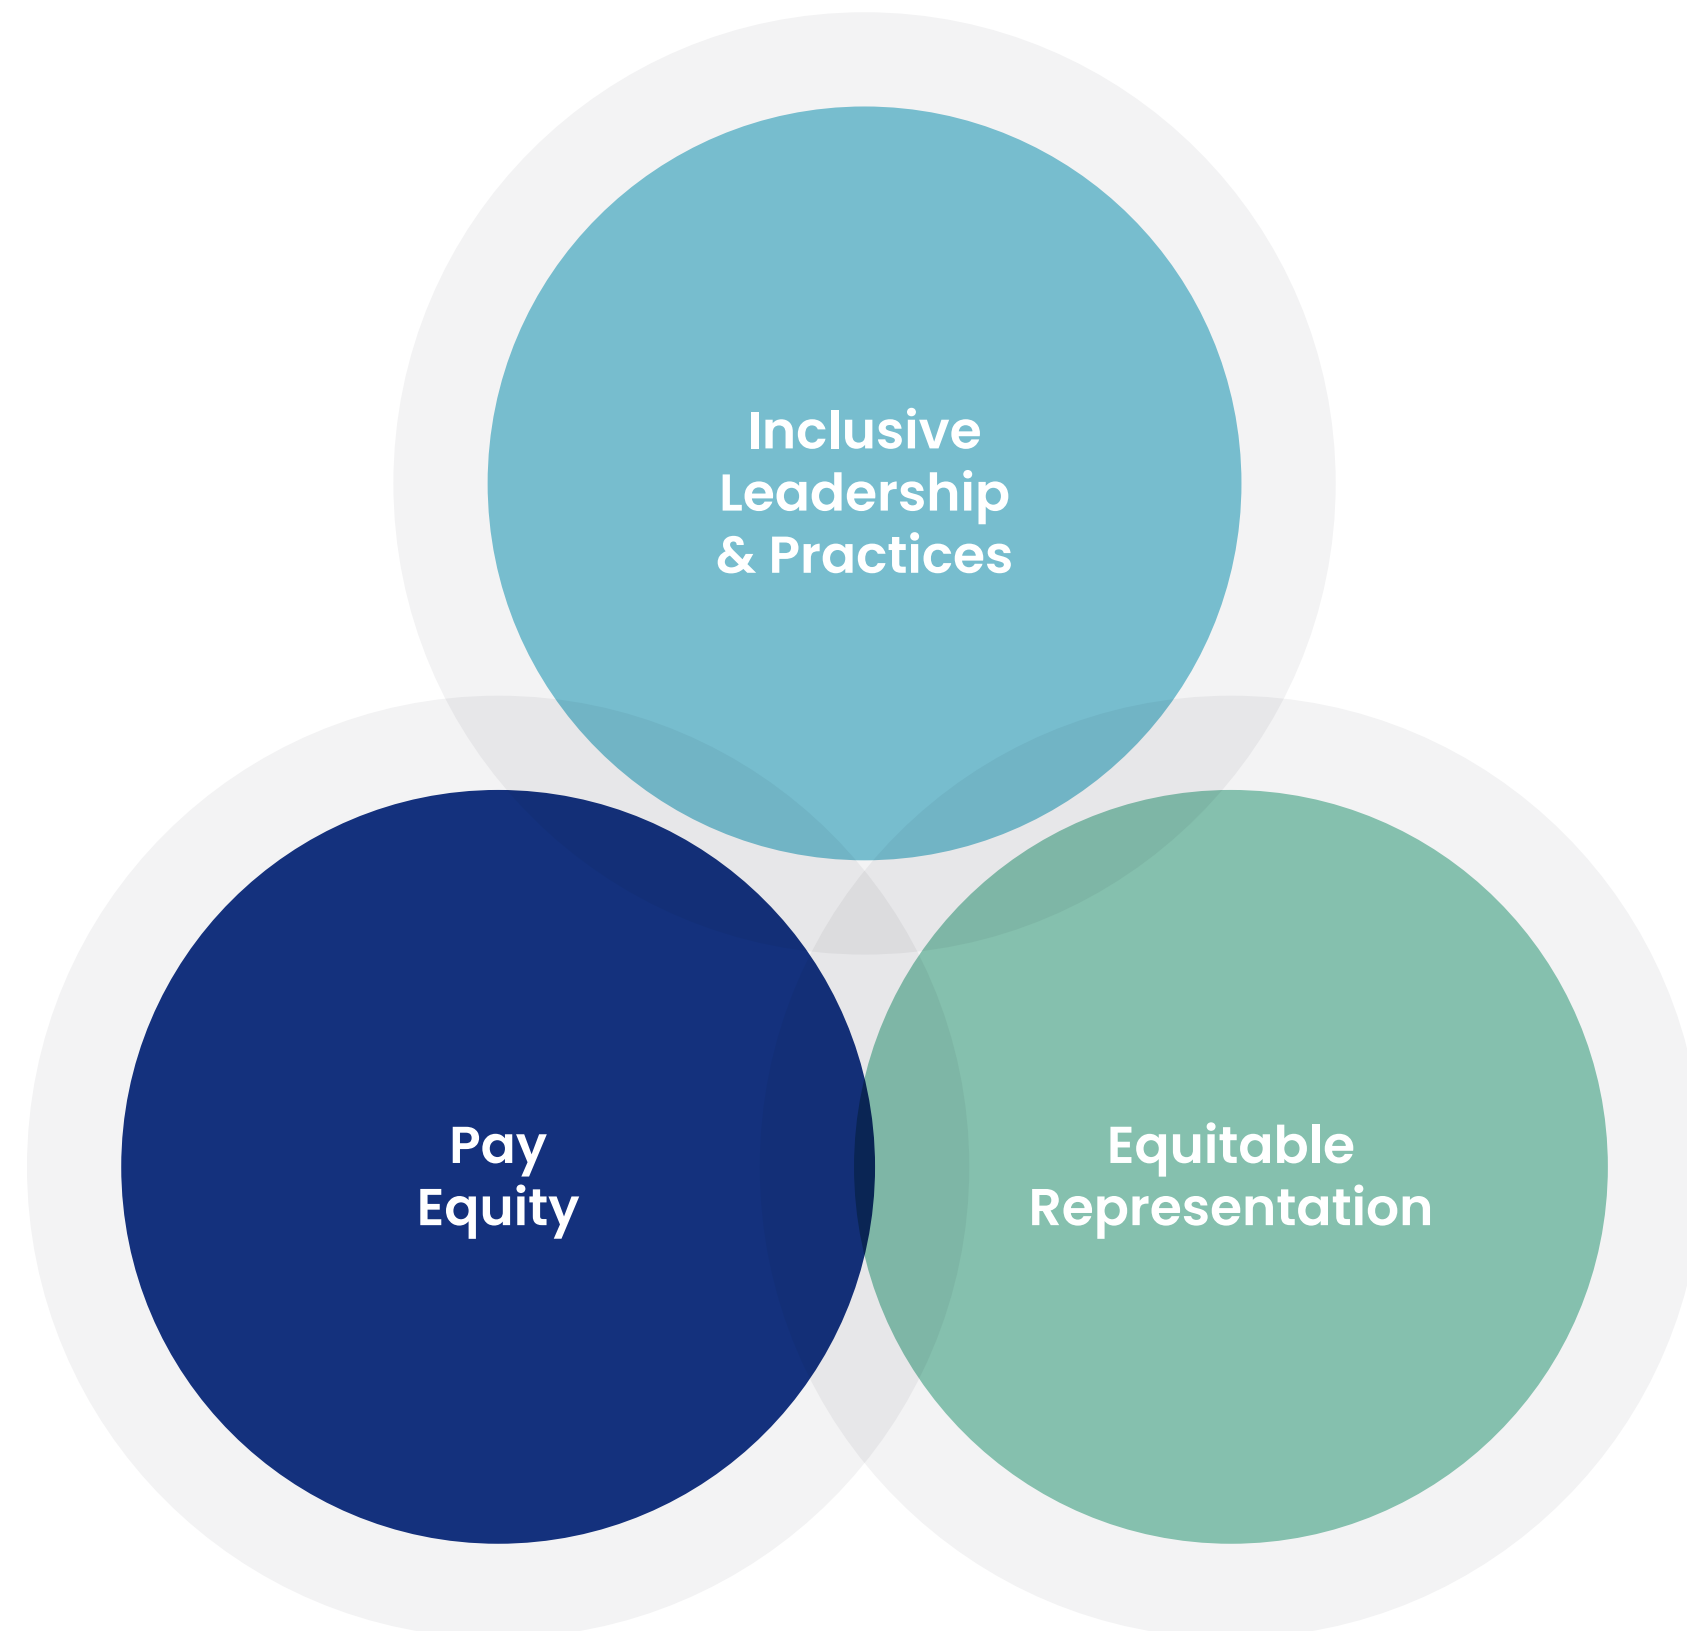 Inclusive
Leadership
& Practices
Pay
Equity
Equitable
Representation